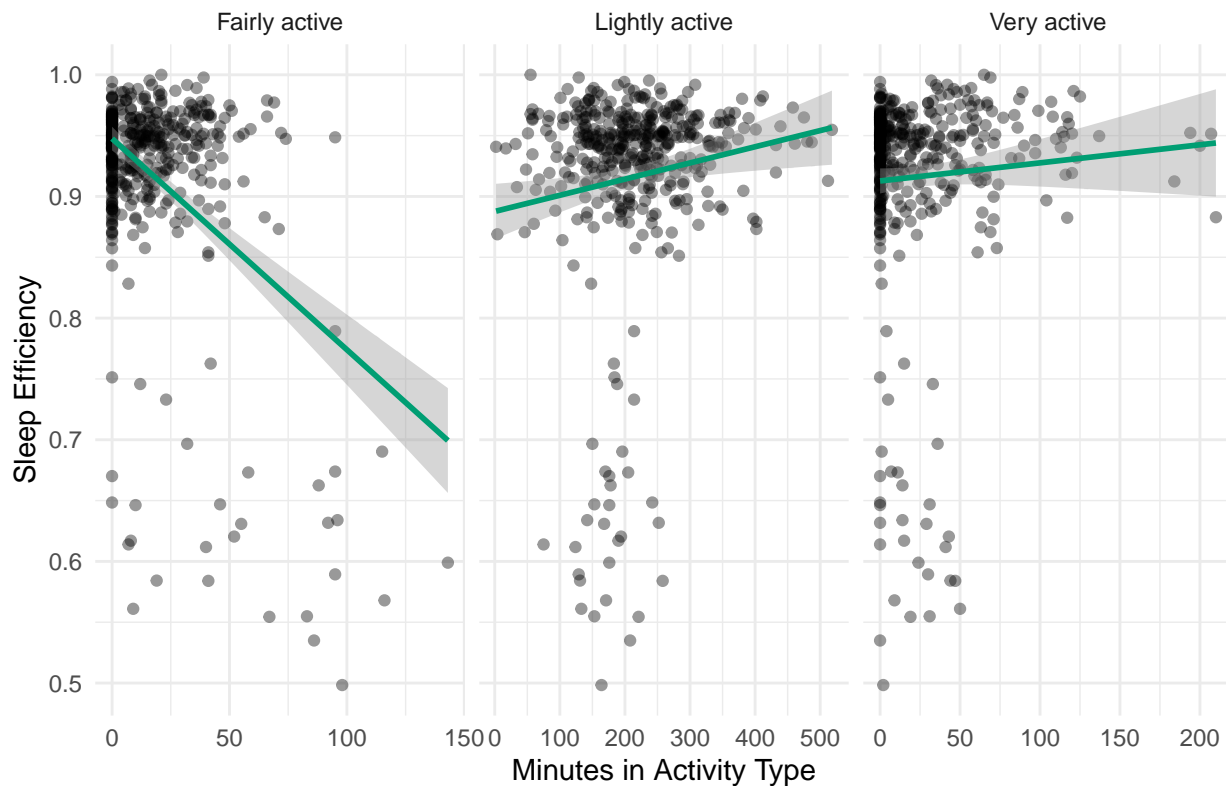 Fairly active Lightly active Very active
1.0
0.9
0.8
0.7
0.6
0.5
Sleep Efficiency
0 50 100 150 0 100 200 300 400 500 0 50 100 150 200
Minutes in Activity Type